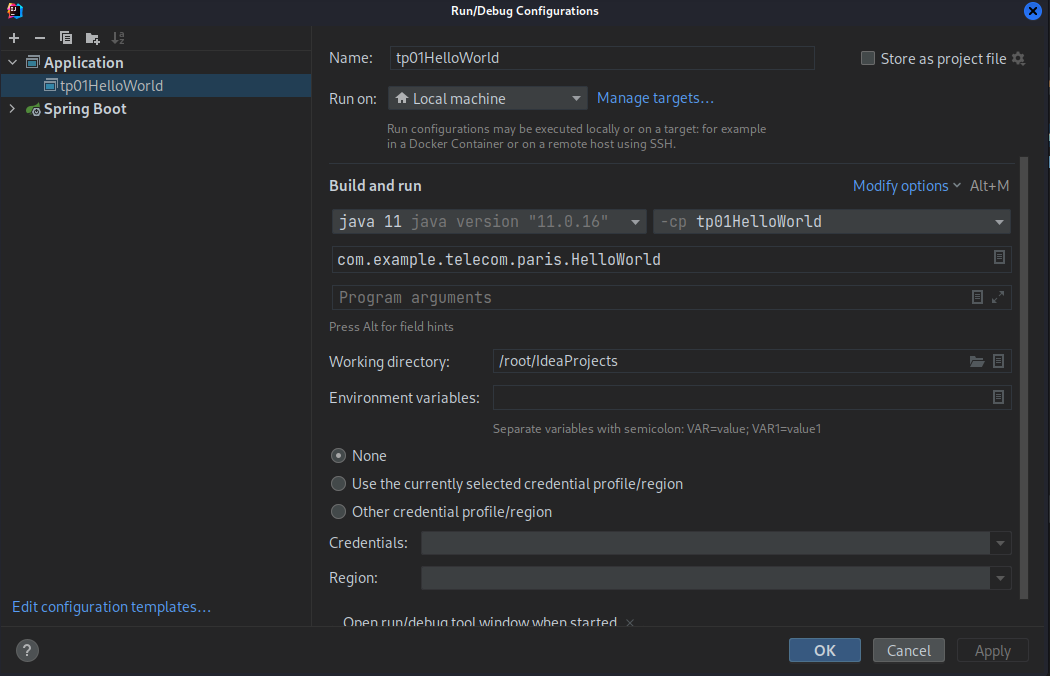 Run/Debug Configurations
Application
tp01HelloWorld
Spring Boot
Edit configuration templates...
Name: tp01HelloWorld Store as project file
Run on: Local machine Manage targets...
Run configurations may be executed locally or on a target: for example
in a Docker Container or on a remote host using SSH.
Build and run Modify options Alt+M
java 11 java version "11.0.16" -cp tp01HelloWorld
com.example.telecom.paris.HelloWorld
Program arguments
Press Alt for field hints
Working directory: /root/IdeaProjects
Environment variables:
Separate variables with semicolon: VAR=value; VAR1=value1
None
Use the currently selected credential profile/region
Other credential profile/region
Credentials:
Region:
Open run/debug tool window when started ×
? OK Cancel Apply